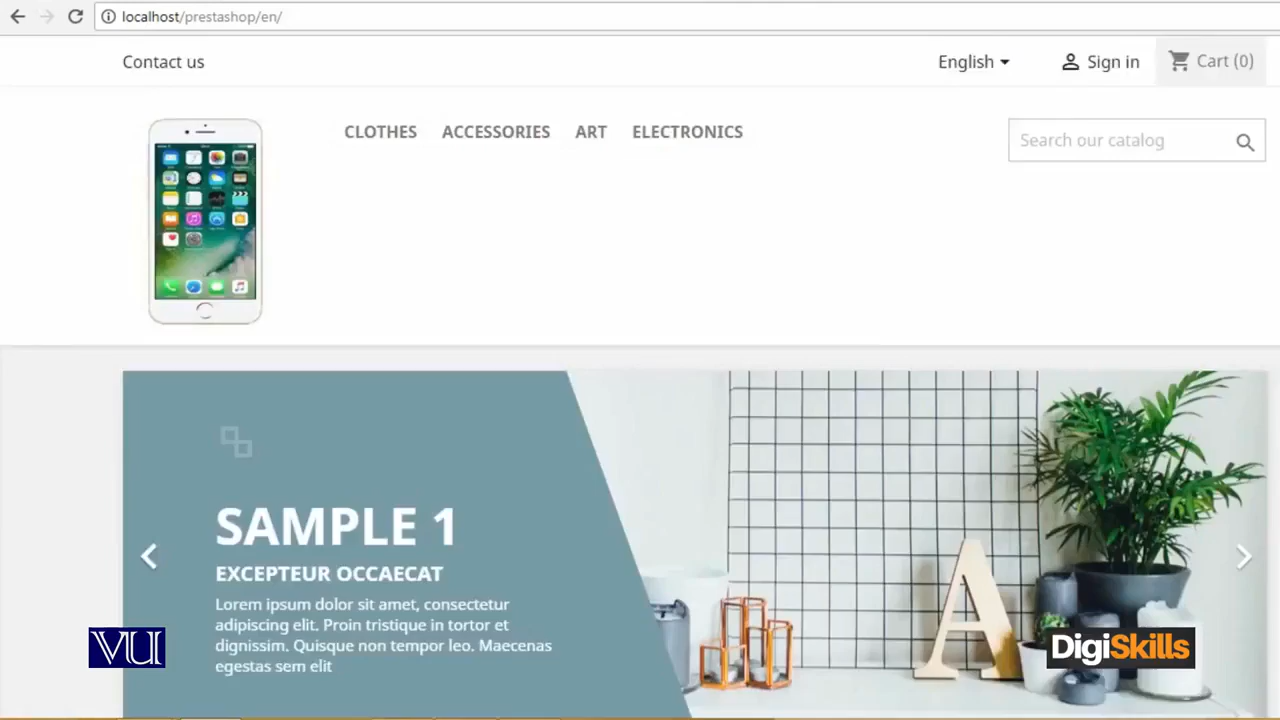 localhost/prestashop/en/
Contact us
English
Sign in
Cart (0)
CLOTHES ACCESSORIES ART ELECTRONICS
Search our catalog
SAMPLE 1
EXCEPTEUR OCCAECAT
Lorem ipsum dolor sit amet, consectetur
adipiscing elit. Proin tristique in tortor et
dignissim. Quisque non tempor leo. Maecenas
egestas sem elit
A
VU
DigiSkills